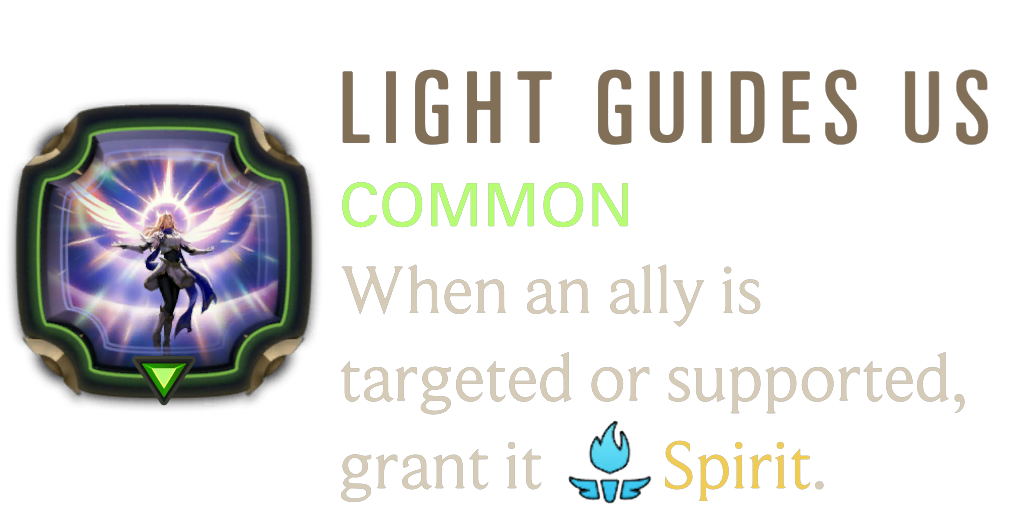 LIGHT GUIDES US
COMMON
When an ally is
targeted or supported,
grant it Spirit.